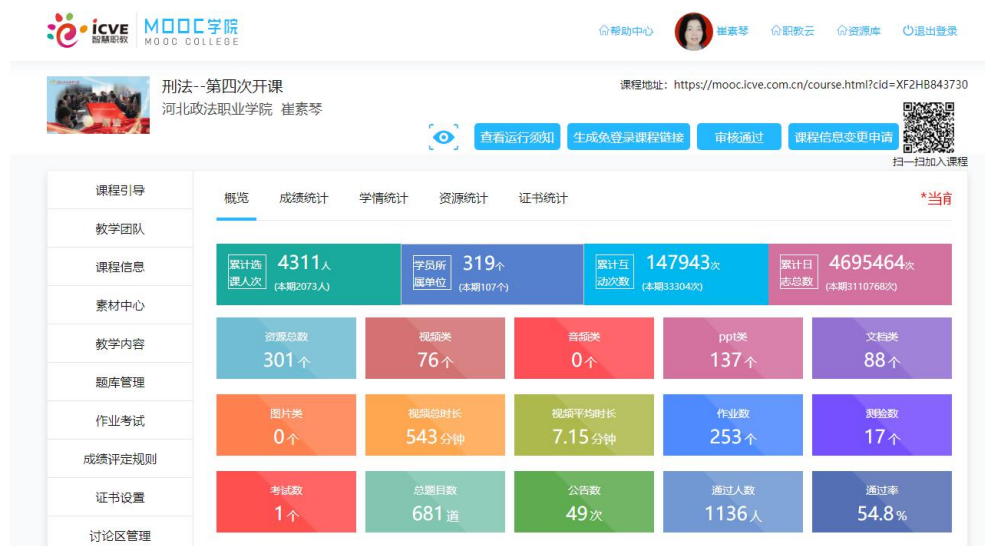 icve MOOC学院
智慧职教 MOOC COLLEGE
帮助中心 崔素琴 职教云 资源库 退出登录
刑法--第四次开课
河北政法职业学院 崔素琴
课程地址：https://mooc.icve.com.cn/course.html?cid=XF2HB843730
查看运行须知 生成免登录课程链接 审核通过 课程信息变更申请
扫一扫加入课程
课程引导
教学团队
课程信息
素材中心
教学内容
题库管理
作业考试
成绩评定规则
证书设置
讨论区管理
概览 成绩统计 学情统计 资源统计 证书统计 *当前
累计选课人次 4311人 (本期2073人)
学员所属单位 319个 (本期107个)
累计互动次数 147943次 (本期33304次)
累计日志总数 4695464次 (本期3110768次)
资源总数 视频类 音频类 ppt类 文档类
301个 76个 0个 137个 88个
图片类 视频总时长 视频平均时长 作业数 测验数
0个 543分钟 7.15分钟 253个 17个
考试数 总题目数 公告数 通过人数 通过率
1个 681道 49次 1136人 54.8%